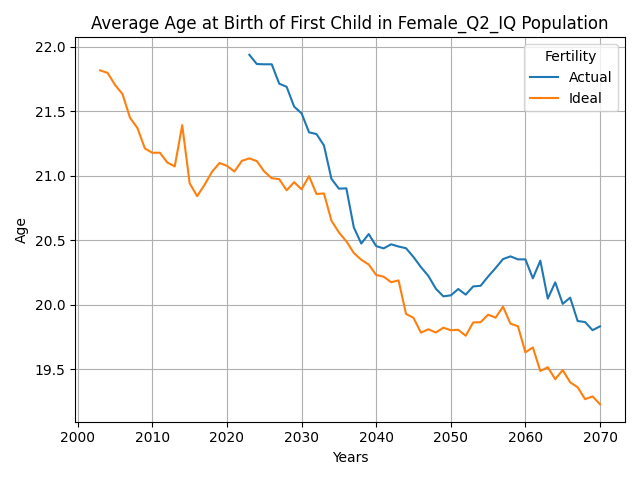 Average Age at Birth of First Child in Female_Q2_IQ Population
22.0
21.5
21.0
20.5
20.0
19.5
Age
Fertility
Actual
Ideal
2000 2010 2020 2030 2040 2050 2060 2070
Years